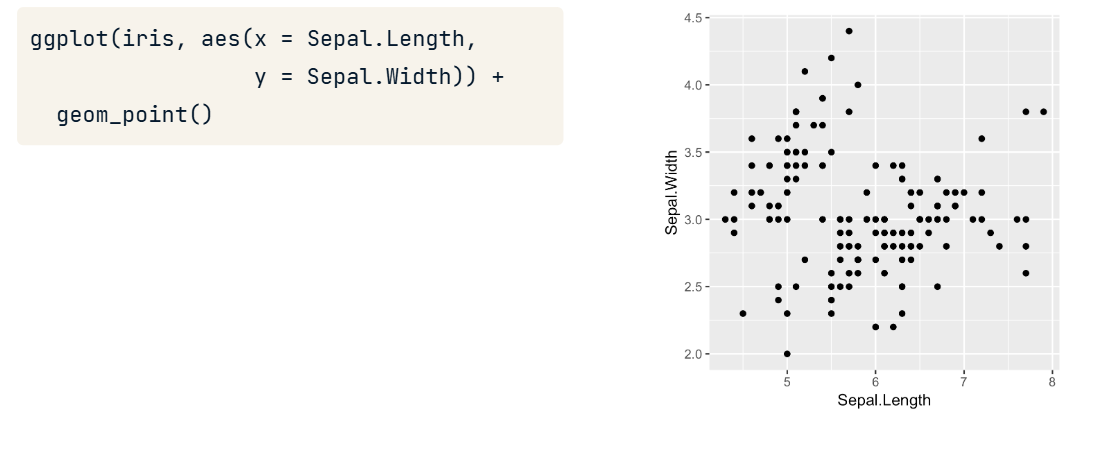 ggplot(iris, aes(x = Sepal.Length,
                 y = Sepal.Width)) +
  geom_point()
4.5
4.0
3.5
3.0
2.5
2.0
Sepal.Width
5 6 7 8
Sepal.Length